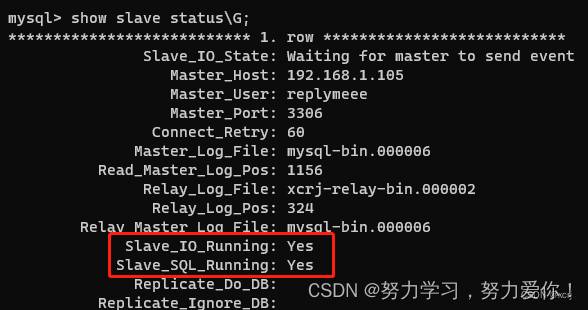 mysql> show slave status\G;
*************************** 1. row ***************************
Slave_IO_State: Waiting for master to send event
Master_Host: 192.168.1.105
Master_User: replymeee
Master_Port: 3306
Connect_Retry: 60
Master_Log_File: mysql-bin.000006
Read_Master_Log_Pos: 1156
Relay_Log_File: xcrj-relay-bin.000002
Relay_Log_Pos: 324
Relay_Master_Log_File: mysql-bin.000006
Slave_IO_Running: Yes
Slave_SQL_Running: Yes
Replicate_Do_DB:
Replicate_Ignore_DB:
CSDN @努力学习，努力爱你！